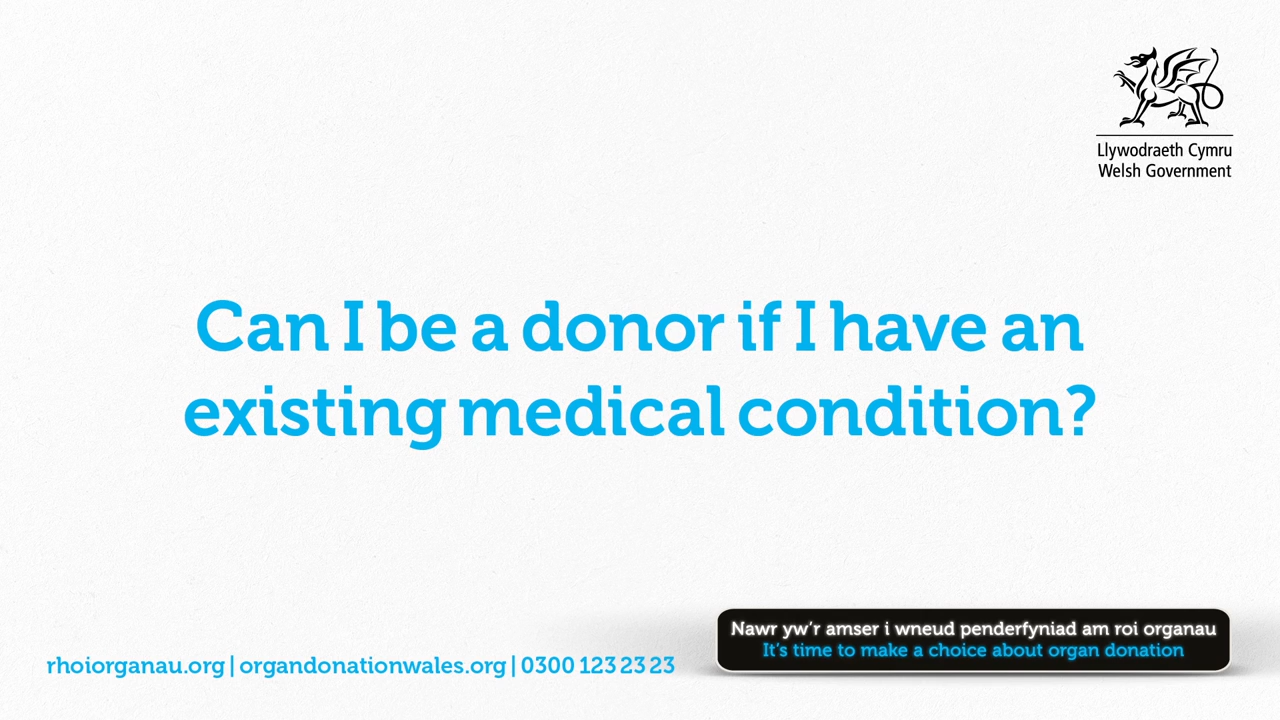 Llywodraeth Cymru
Welsh Government
Can I be a donor if I have an
existing medical condition?
Nawr yw'r amser i wneud penderfyniad am roi organau
It's time to make a choice about organ donation
rhoiorganau.org | organdonationwales.org | 0300 123 23 23